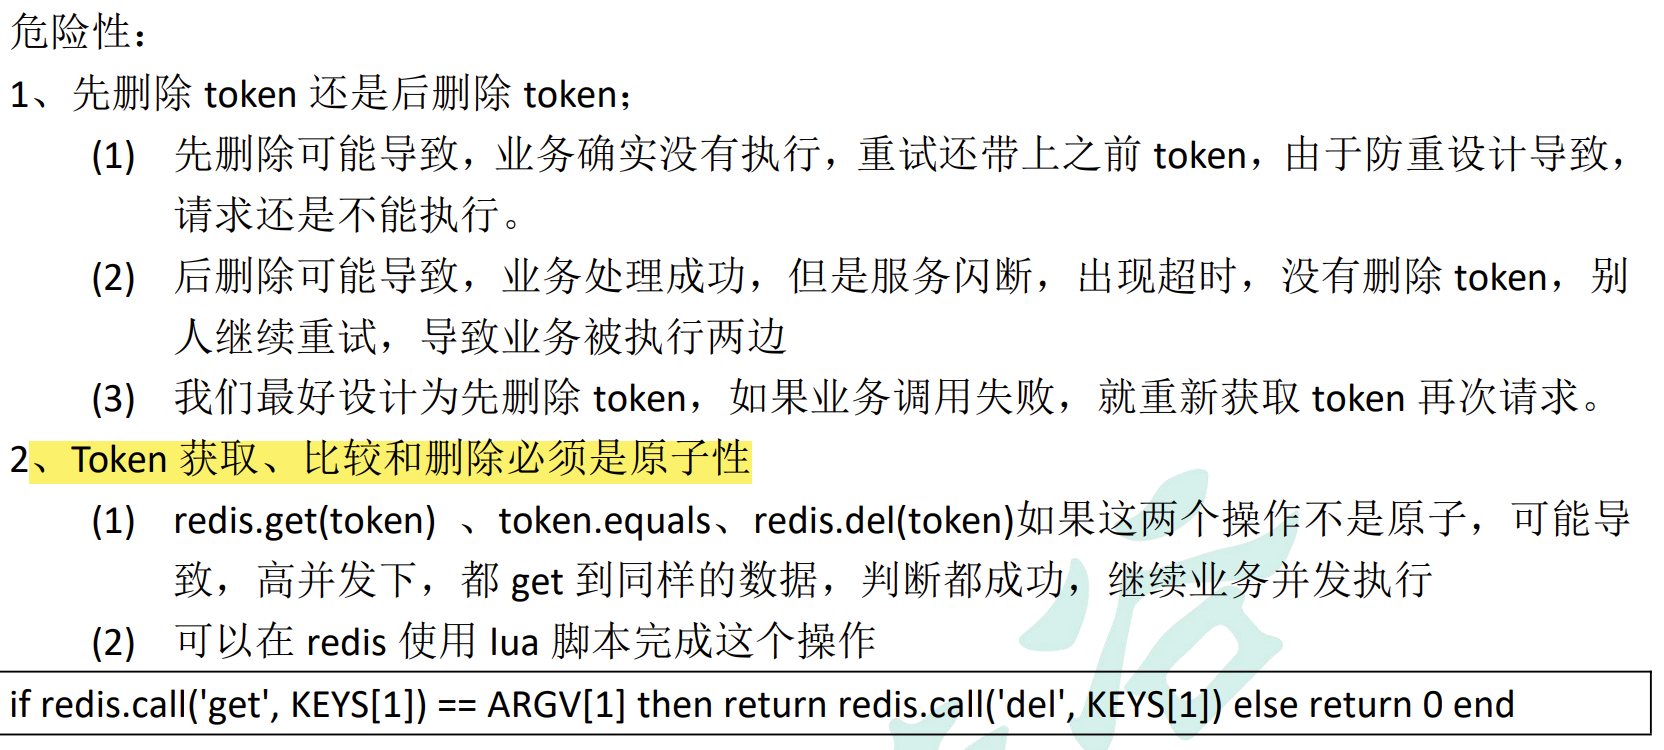 危险性：
1、先删除 token 还是后删除 token；
(1) 先删除可能导致，业务确实没有执行，重试还带上之前 token，由于防重设计导致，
请求还是不能执行。
(2) 后删除可能导致，业务处理成功，但是服务闪断，出现超时，没有删除 token，别
人继续重试，导致业务被执行两边
(3) 我们最好设计为先删除 token，如果业务调用失败，就重新获取 token 再次请求。
2、Token 获取、比较和删除必须是原子性
(1) redis.get(token) 、token.equals、redis.del(token)如果这两个操作不是原子，可能导
致，高并发下，都 get 到同样的数据，判断都成功，继续业务并发执行
(2) 可以在 redis 使用 lua 脚本完成这个操作
if redis.call('get', KEYS[1]) == ARGV[1] then return redis.call('del', KEYS[1]) else return 0 end